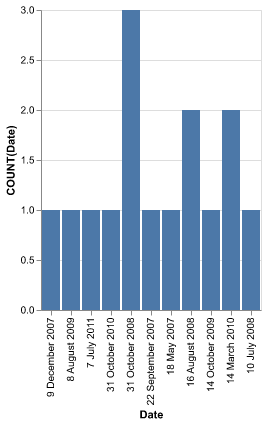 COUNT(Date)
3.0
2.5
2.0
1.5
1.0
0.5
0.0
9 December 2007
8 August 2009
7 July 2011
31 October 2010
31 October 2008
22 September 2007
18 May 2007
16 August 2008
14 October 2009
14 March 2010
10 July 2008
Date